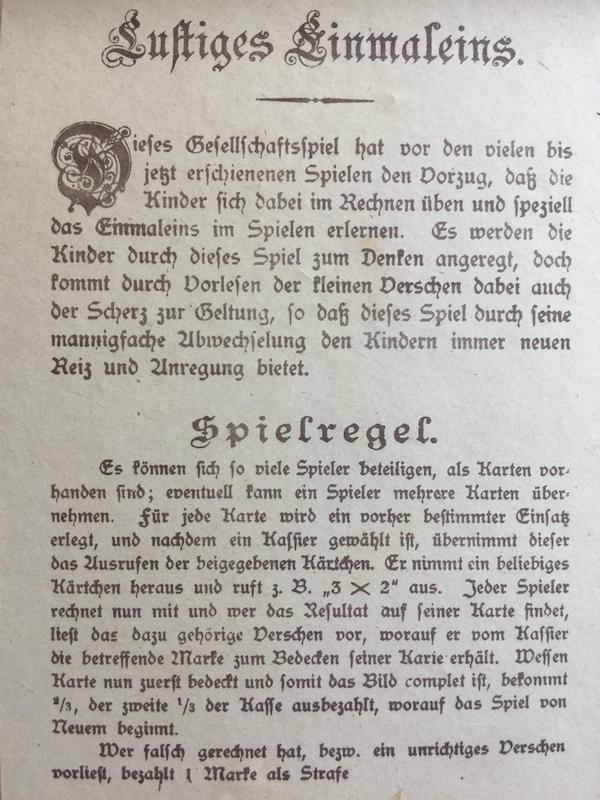 Lustiges Einmaleins.
Dieses Gesellschaftsspiel hat vor den vielen bis
jetzt erschienenen Spielen den Vorzug, daß die
Kinder sich dabei im Rechnen üben und speziell
das Einmaleins im Spielen erlernen. Es werden die
Kinder durch dieses Spiel zum Denken angeregt, doch
kommt durch Vorlesen der kleinen Verschen dabei auch
der Scherz zur Geltung, so daß dieses Spiel durch seine
mannigfache Abwechselung den Kindern immer neuen
Reiz und Anregung bietet.
Spielregel.
Es können sich so viele Spieler beteiligen, als Karten vor-
handen sind; eventuell kann ein Spieler mehrere Karten über-
nehmen. Für jede Karte wird ein vorher bestimmter Einsatz
erlegt, und nachdem ein Kassier gewählt ist, übernimmt dieser
das Ausrufen der beigegebenen Kärtchen. Er nimmt ein beliebiges
Kärtchen heraus und ruft z. B. „3 × 2“ aus. Jeder Spieler
rechnet nun mit und wer das Resultat auf seiner Karte findet,
liest das dazu gehörige Verschen vor, worauf er vom Kassier
die betreffende Marke zum Bedecken seiner Karte erhält. Wessen
Karte nun zuerst bedeckt und somit das Bild complet ist, bekommt
²/₃, der zweite ¹/₃ der Kasse ausbezahlt, worauf das Spiel von
Neuem beginnt.
Wer falsch gerechnet hat, bezw. ein unrichtiges Verschen
vorliest, bezahlt 1 Marke als Strafe